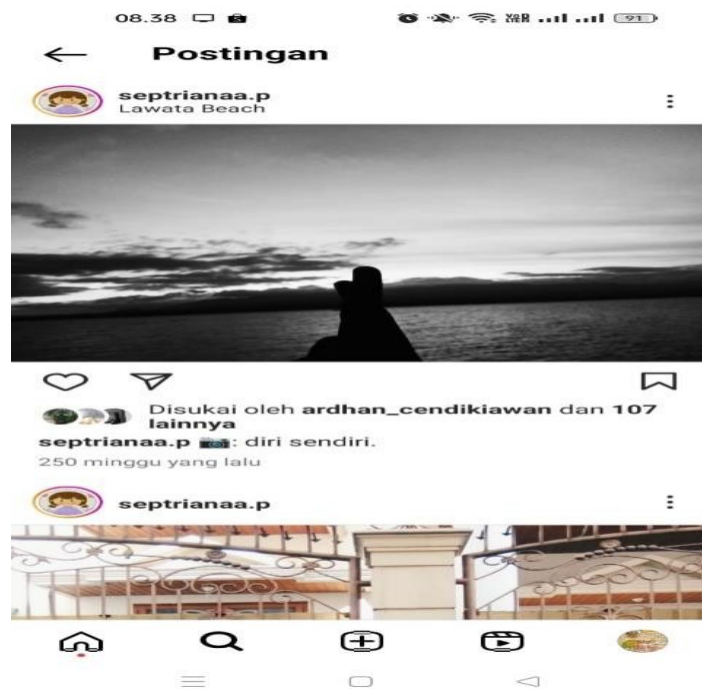 08.38
91
Postingan
septrianaa.p
Lawata Beach
Disukai oleh ardhan_cendikiawan dan 107
lainnya
septrianaa.p 📷: diri sendiri.
250 minggu yang lalu
septrianaa.p